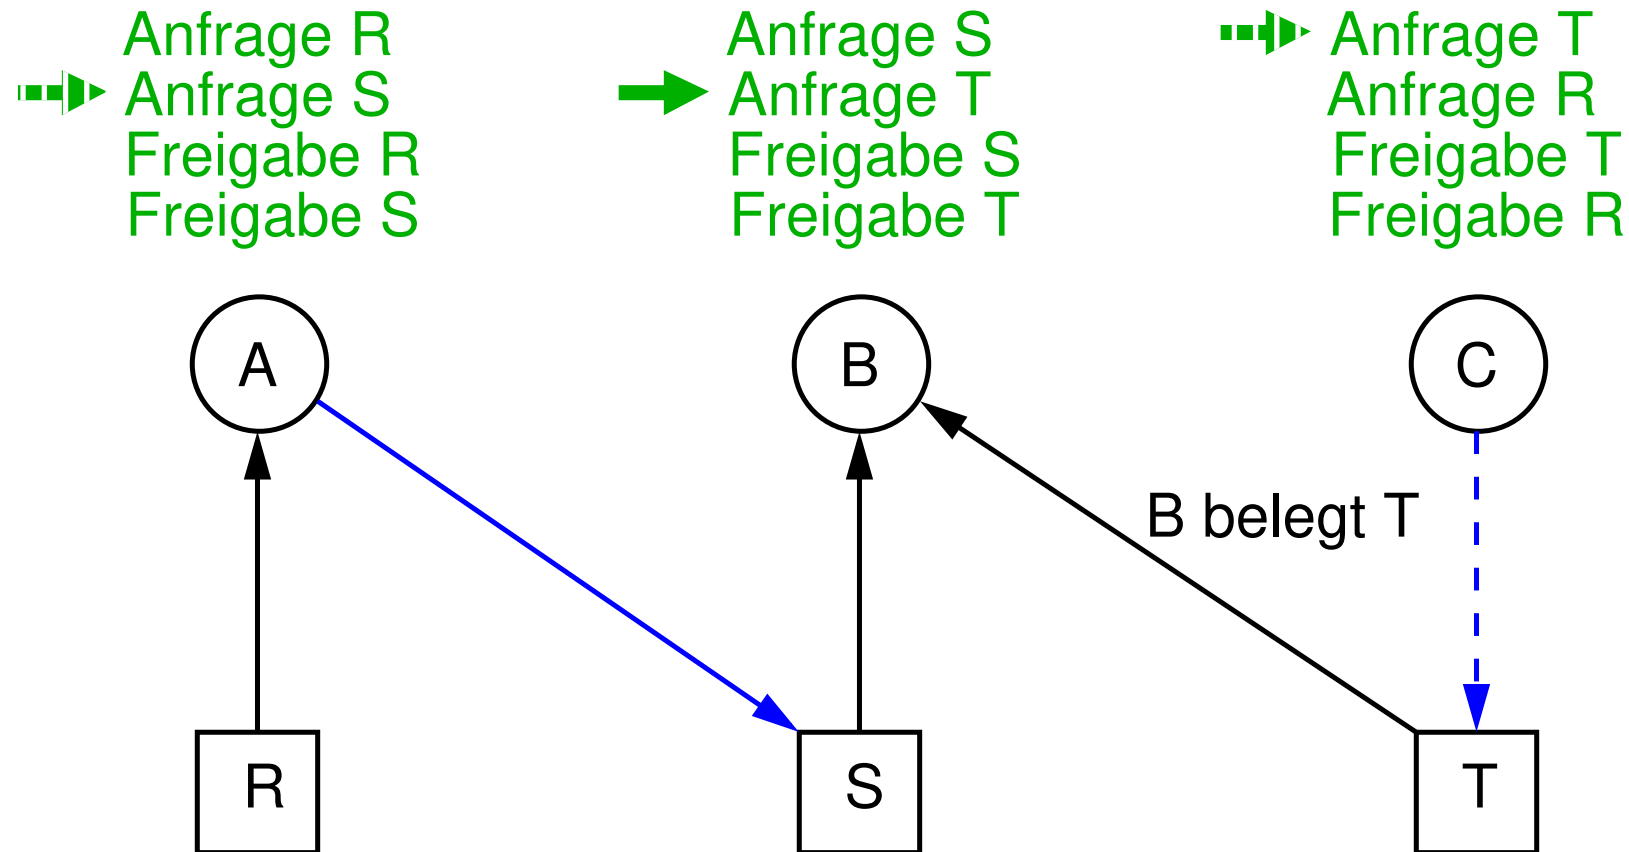 Anfrage R
Anfrage S
Freigabe R
Freigabe S
Anfrage S
Anfrage T
Freigabe S
Freigabe T
Anfrage T
Anfrage R
Freigabe T
Freigabe R
A
B
C
B belegt T
R
S
T